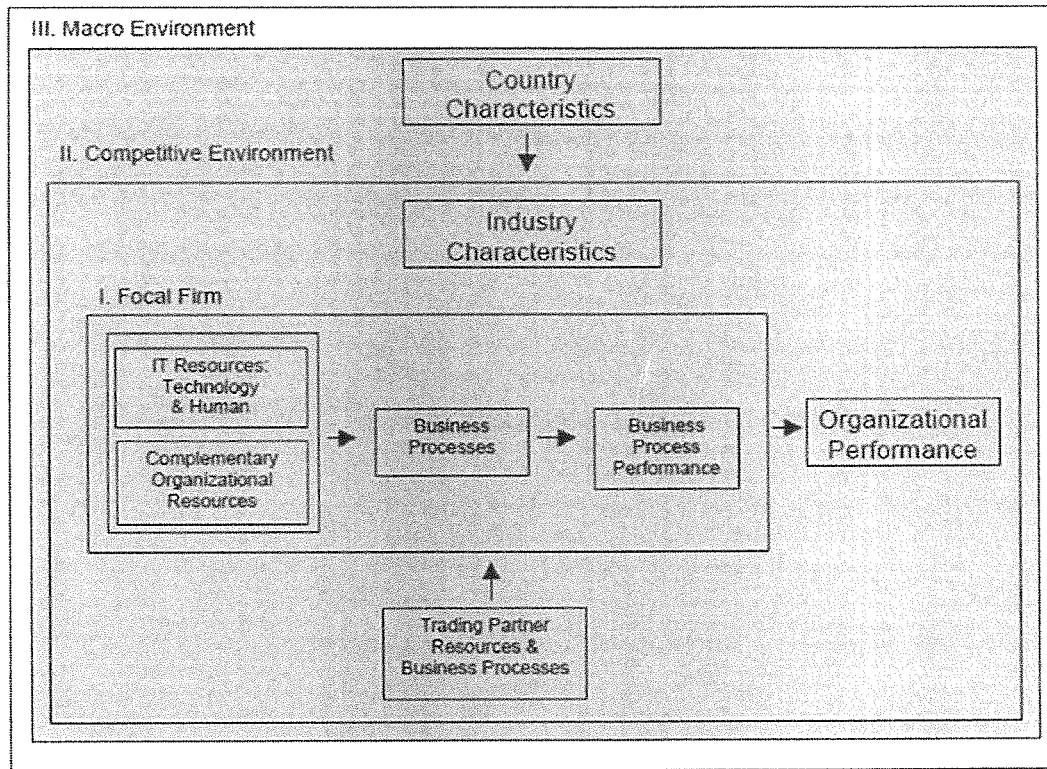 III. Macro Environment
Country
Characteristics
II. Competitive Environment
Industry
Characteristics
I. Focal Firm
IT Resources:
Technology
& Human
Complementary
Organizational
Resources
Business
Processes
Business
Process
Performance
Organizational
Performance
Trading Partner
Resources &
Business Processes